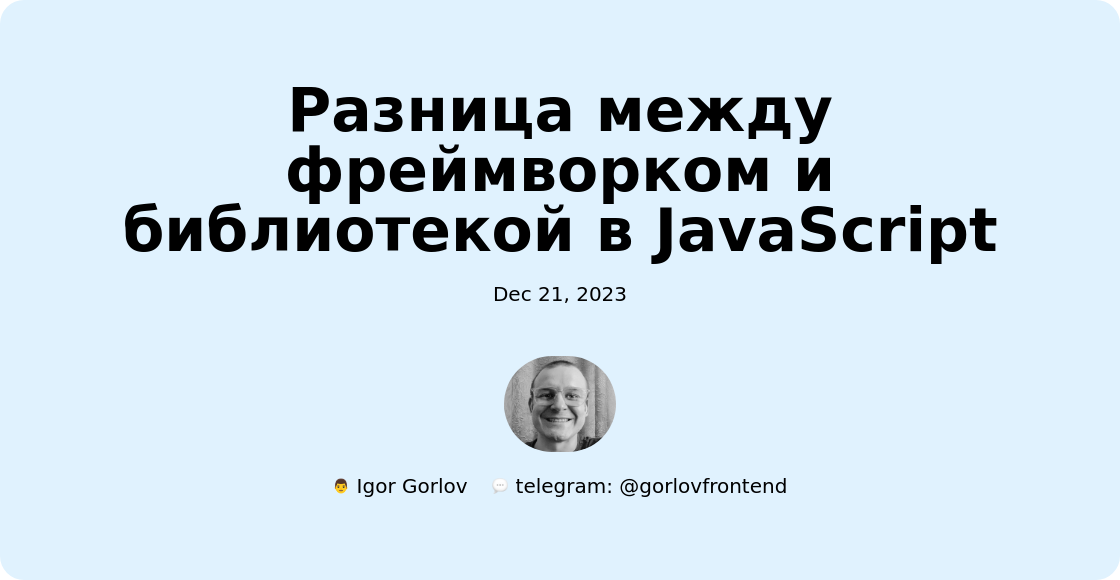 Разница между
фреймворком и
библиотекой в JavaScript
Dec 21, 2023
👨 Igor Gorlov 💬 telegram: @gorlovfrontend